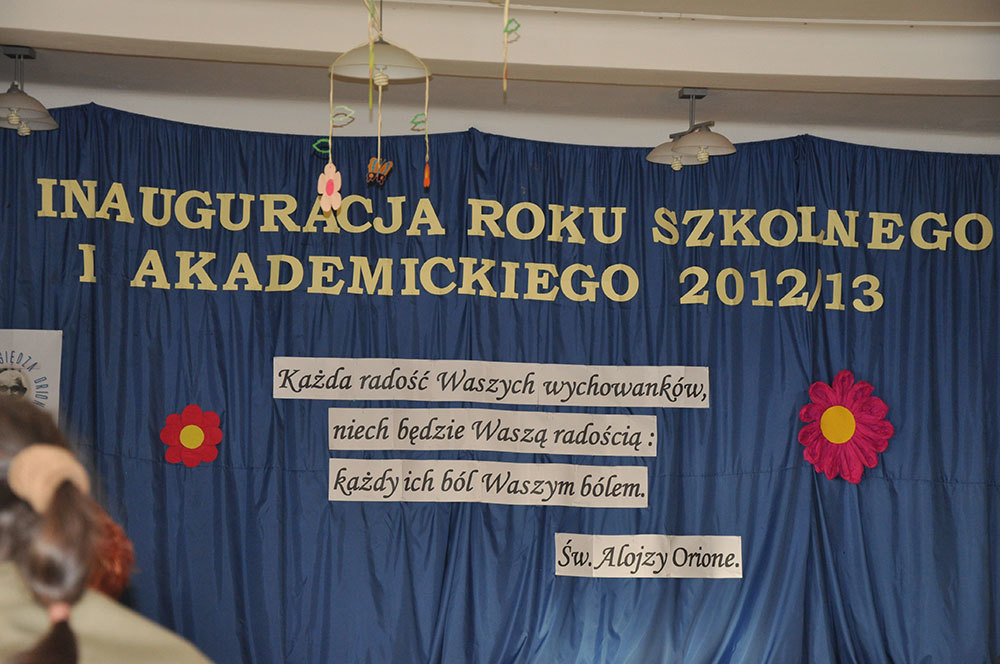 INAUGURACJA ROKU SZKOLNEGO
I AKADEMICKIEGO 2012/13
Każda radość Waszych wychowanków,
niech będzie Waszą radością :
każdy ich ból Waszym bólem.
Św. Alojzy Orione.